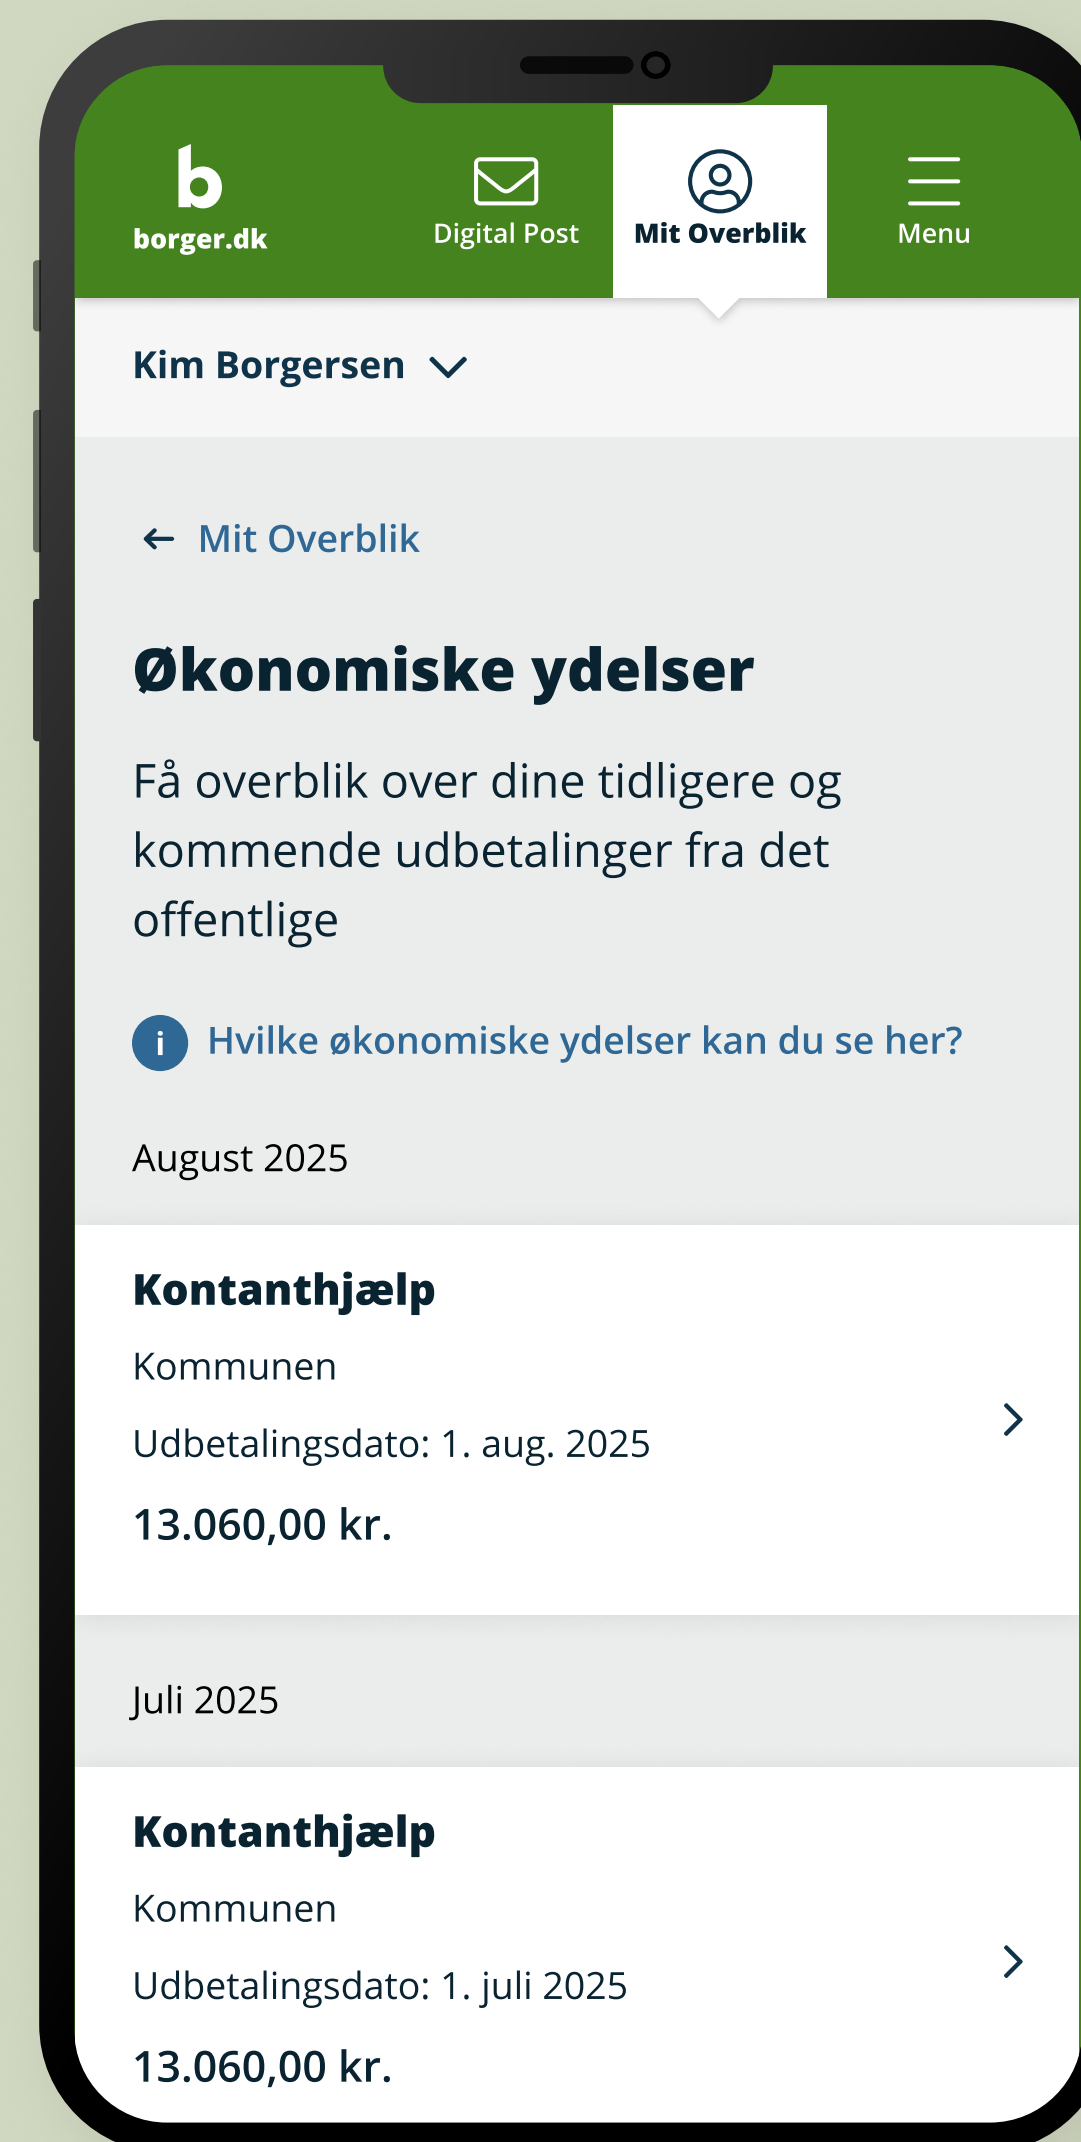 b
borger.dk
Digital Post
Mit Overblik
Menu
Kim Borgersen
Mit Overblik
Økonomiske ydelser
Få overblik over dine tidligere og
kommende udbetalinger fra det
offentlige
i Hvilke økonomiske ydelser kan du se her?
August 2025
Kontanthjælp
Kommunen
Udbetalingsdato: 1. aug. 2025
13.060,00 kr.
Juli 2025
Kontanthjælp
Kommunen
Udbetalingsdato: 1. juli 2025
13.060,00 kr.